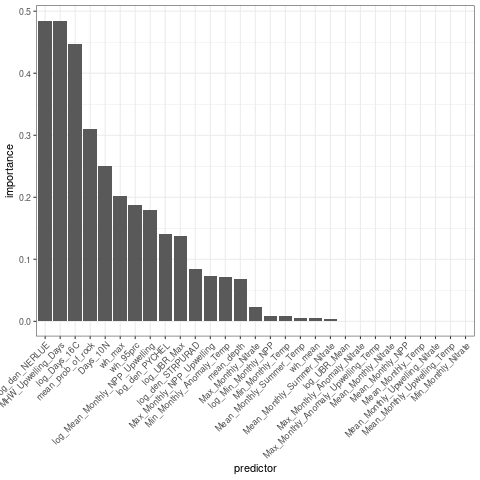 0.5
0.4
0.3
0.2
0.1
0.0
importance
log_den_NERLUE
MHW_Upwelling_Days
log_Days_16C
mean_prob_of_rock
Days_10N
wh_max
wh_95prc
log_Mean_Monthly_NPP_Upwelling
log_den_PYCHEL
log_UBR_Max
log_den_STRPURAD
Max_Monthly_NPP_Upwelling
Min_Monthly_Anomaly_Temp
mean_depth
Max_Monthly_Nitrate
log_Min_Monthly_NPP
Min_Monthly_Temp
Mean_Monthly_Summer_Temp
wh_mean
Mean_Monthly_Summer_Nitrate
log_UBR_Mean
Max_Monthly_Anomaly_Nitrate
Max_Monthly_Anomaly_Upwelling_Temp
Mean_Monthly_Nitrate
Mean_Monthly_NPP
Mean_Monthly_Temp
Mean_Monthly_Upwelling_Nitrate
Mean_Monthly_Upwelling_Temp
Min_Monthly_Nitrate
predictor